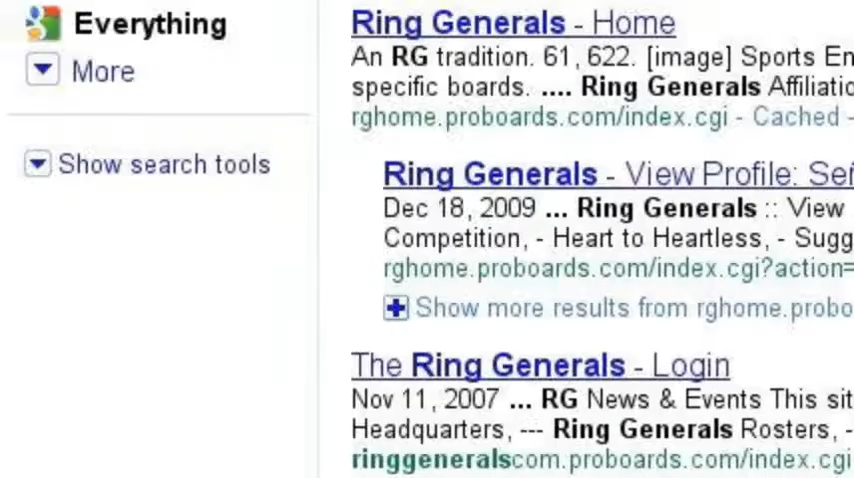 Everything
More
Show search tools
Ring Generals - Home
An RG tradition. 61, 622. [image] Sports En
specific boards. .... Ring Generals Affiliatio
rghome.proboards.com/index.cgi - Cached -
Ring Generals - View Profile: Señ
Dec 18, 2009 ... Ring Generals :: View
Competition, - Heart to Heartless, - Sugg
rghome.proboards.com/index.cgi?action=
Show more results from rghome.probo
The Ring Generals - Login
Nov 11, 2007 ... RG News & Events This sit
Headquarters, --- Ring Generals Rosters, -
ringgeneralscom.proboards.com/index.cgi